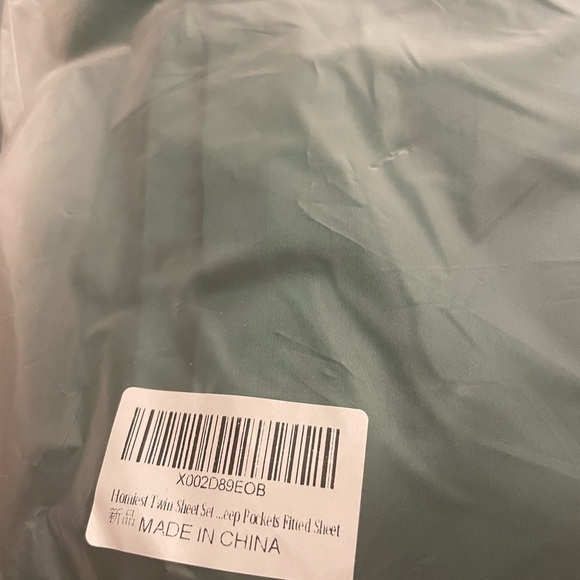 X002D89EOB
Homiest Twin Sheet Set ...eep Pockets Fitted Sheet
新品 MADE IN CHINA